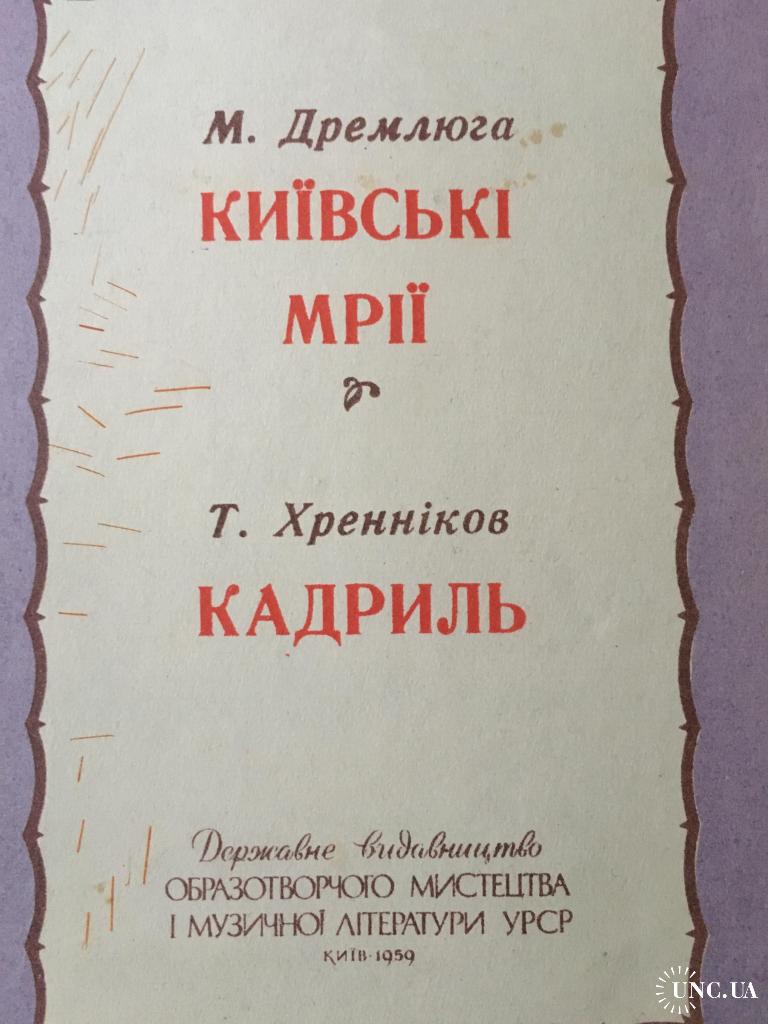 М. Дремлюга
КИЇВСЬКІ
МРІЇ
Т. Хренніков
КАДРИЛЬ
Державне видавництво
ОБРАЗОТВОРЧОГО МИСТЕЦТВА
І МУЗИЧНОЇ ЛІТЕРАТУРИ УРСР
КИЇВ·1959
UNC.UA